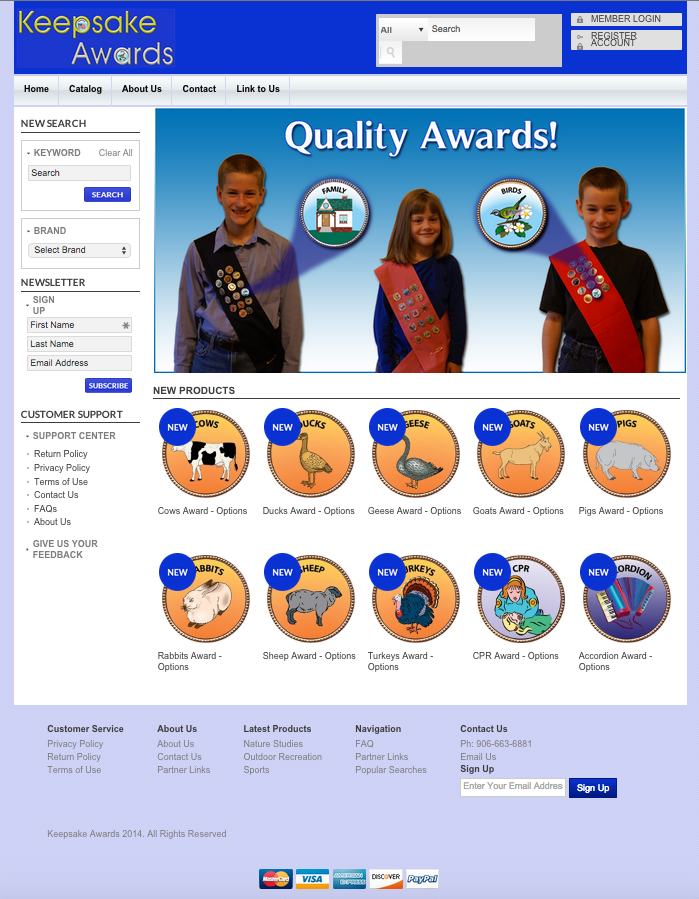 Keepsake
Awards
All
Search
MEMBER LOGIN
REGISTER
ACCOUNT
Home
Catalog
About Us
Contact
Link to Us
NEW SEARCH
- KEYWORD
Clear All
Search
SEARCH
- BRAND
Select Brand
NEWSLETTER
- SIGN
UP
First Name
Last Name
Email Address
SUBSCRIBE
CUSTOMER SUPPORT
- SUPPORT CENTER
Return Policy
Privacy Policy
Terms of Use
Contact Us
FAQs
About Us
GIVE US YOUR
FEEDBACK
Quality Awards!
FAMILY
BIRDS
NEW PRODUCTS
NEW
COWS
NEW
DUCKS
NEW
GEESE
NEW
GOATS
NEW
PIGS
Cows Award - Options
Ducks Award - Options
Geese Award - Options
Goats Award - Options
Pigs Award - Options
NEW
RABBITS
NEW
SHEEP
NEW
TURKEYS
NEW
CPR
NEW
ACCORDION
Rabbits Award -
Options
Sheep Award - Options
Turkeys Award -
Options
CPR Award - Options
Accordion Award -
Options
Customer Service
Privacy Policy
Return Policy
Terms of Use
About Us
About Us
Contact Us
Partner Links
Latest Products
Nature Studies
Outdoor Recreation
Sports
Navigation
FAQ
Partner Links
Popular Searches
Contact Us
Ph: 906-663-6881
Email Us
Sign Up
Enter Your Email Addres
Sign Up
Keepsake Awards 2014. All Rights Reserved
MasterCard
VISA
AMERICAN
EXPRESS
DISCOVER
PayPal